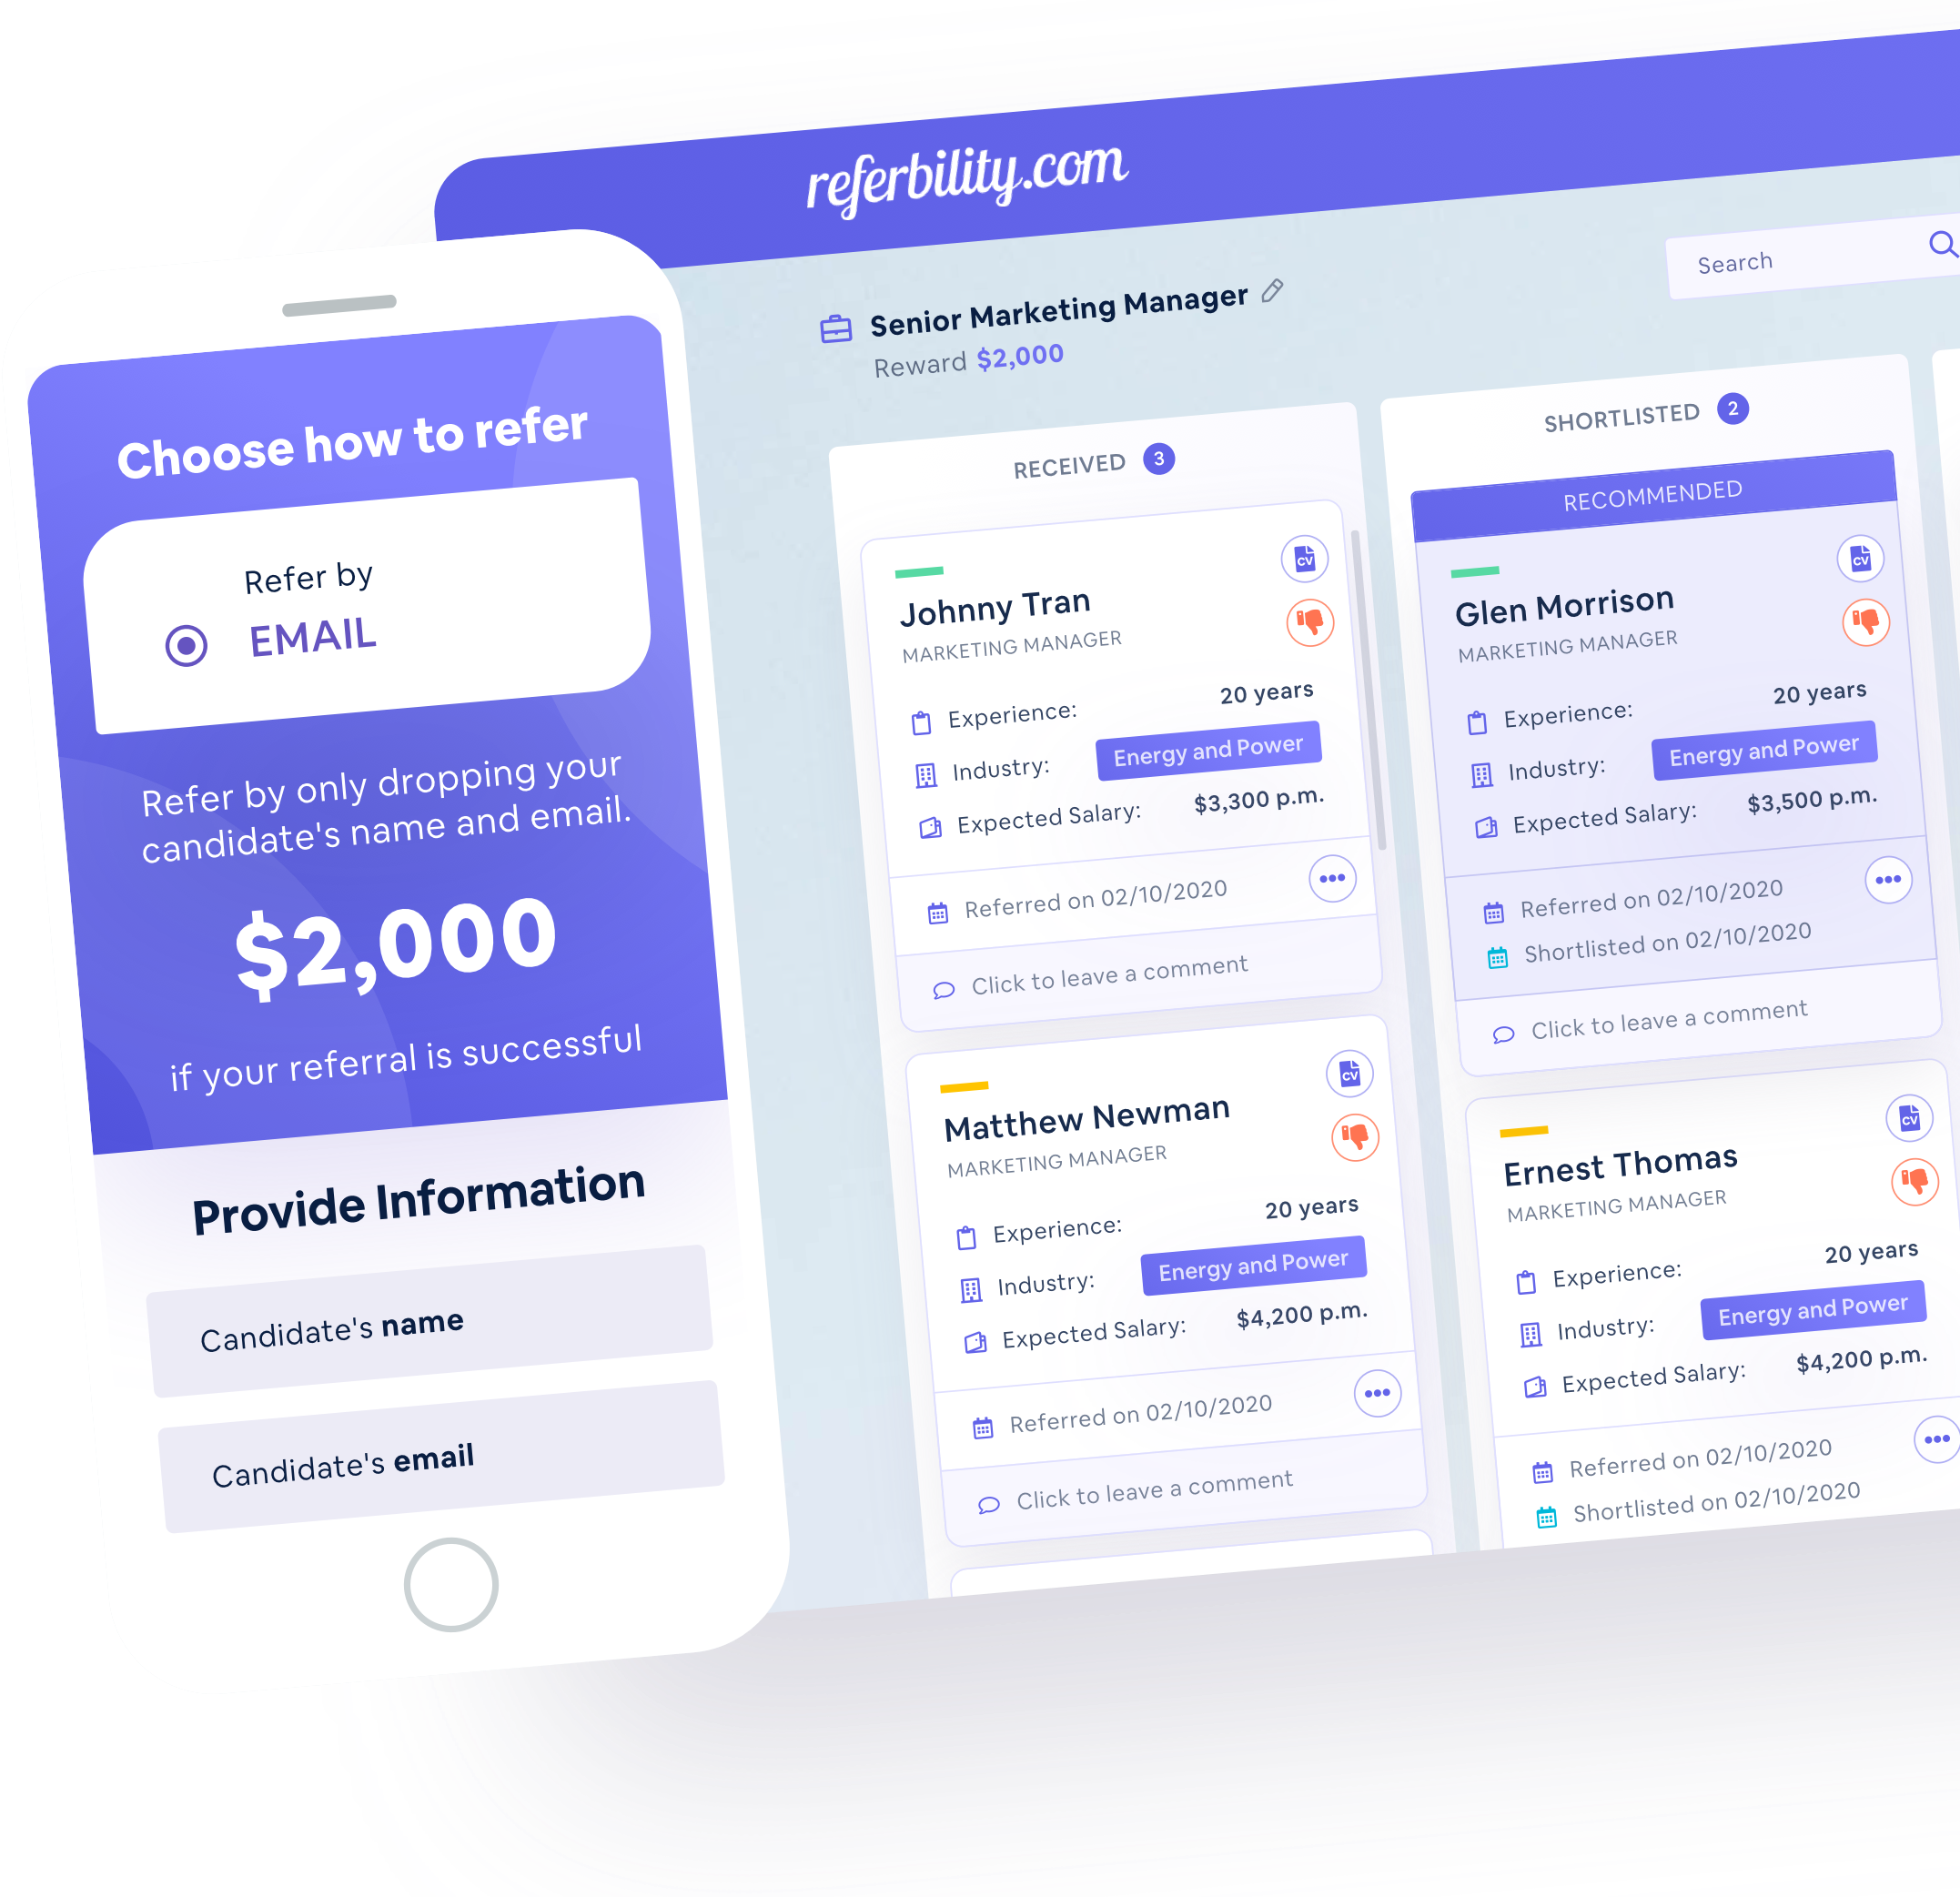 referbility.com
Senior Marketing Manager
Reward $2,000
Search
Choose how to refer
Refer by
EMAIL
Refer by only dropping your
candidate's name and email.
$2,000
if your referral is successful
Provide Information
Candidate's name
Candidate's email
RECEIVED 3
Johnny Tran
MARKETING MANAGER
CV
Experience: 20 years
Industry: Energy and Power
Expected Salary: $3,300 p.m.
Referred on 02/10/2020
Click to leave a comment
Matthew Newman
MARKETING MANAGER
CV
Experience: 20 years
Industry: Energy and Power
Expected Salary: $4,200 p.m.
Referred on 02/10/2020
Click to leave a comment
SHORTLISTED 2
RECOMMENDED
Glen Morrison
MARKETING MANAGER
CV
Experience: 20 years
Industry: Energy and Power
Expected Salary: $3,500 p.m.
Referred on 02/10/2020
Shortlisted on 02/10/2020
Click to leave a comment
Ernest Thomas
MARKETING MANAGER
CV
Experience: 20 years
Industry: Energy and Power
Expected Salary: $4,200 p.m.
Referred on 02/10/2020
Shortlisted on 02/10/2020